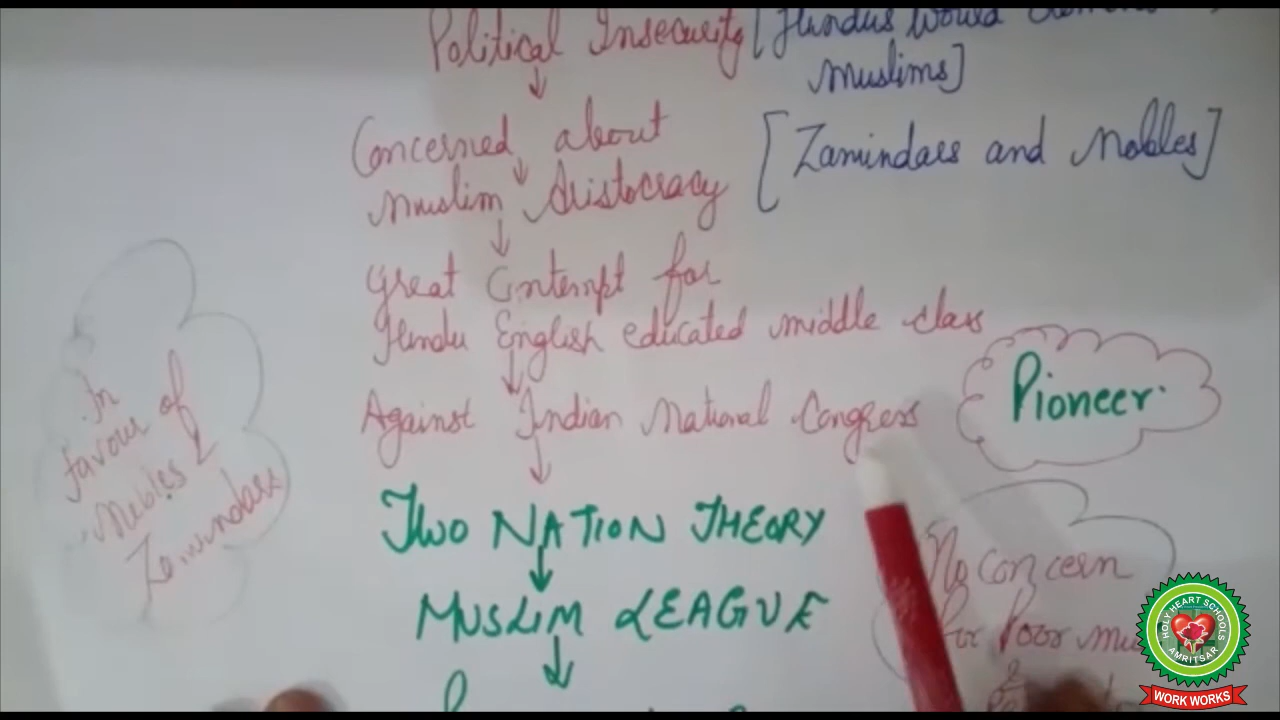 Political Insecurity [Hindus would
Muslims]
Concerned about
Muslim Aristocracy
[Zamindars and Nobles]
Great Contempt for
Hindu English educated middle class
Against Indian National Congress
Pioneer.
In
favour of
Nobles &
Zamindars
TWO NATION THEORY
MUSLIM LEAGUE
No concern
for Poor
HOLY HEART SCHOOLS
AMRITSAR
WORK WORKS